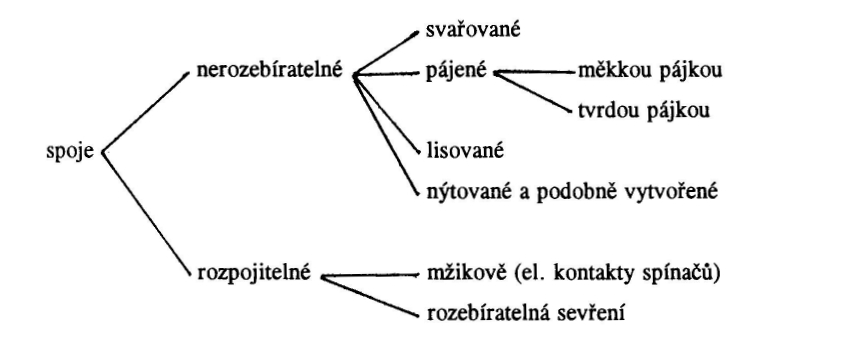 svařované
nerozebíratelné
pájené
měkkou pájkou
tvrdou pájkou
spoje
lisované
nýtované a podobně vytvořené
rozpojitelné
mžikově (el. kontakty spínačů)
rozebíratelná sevření